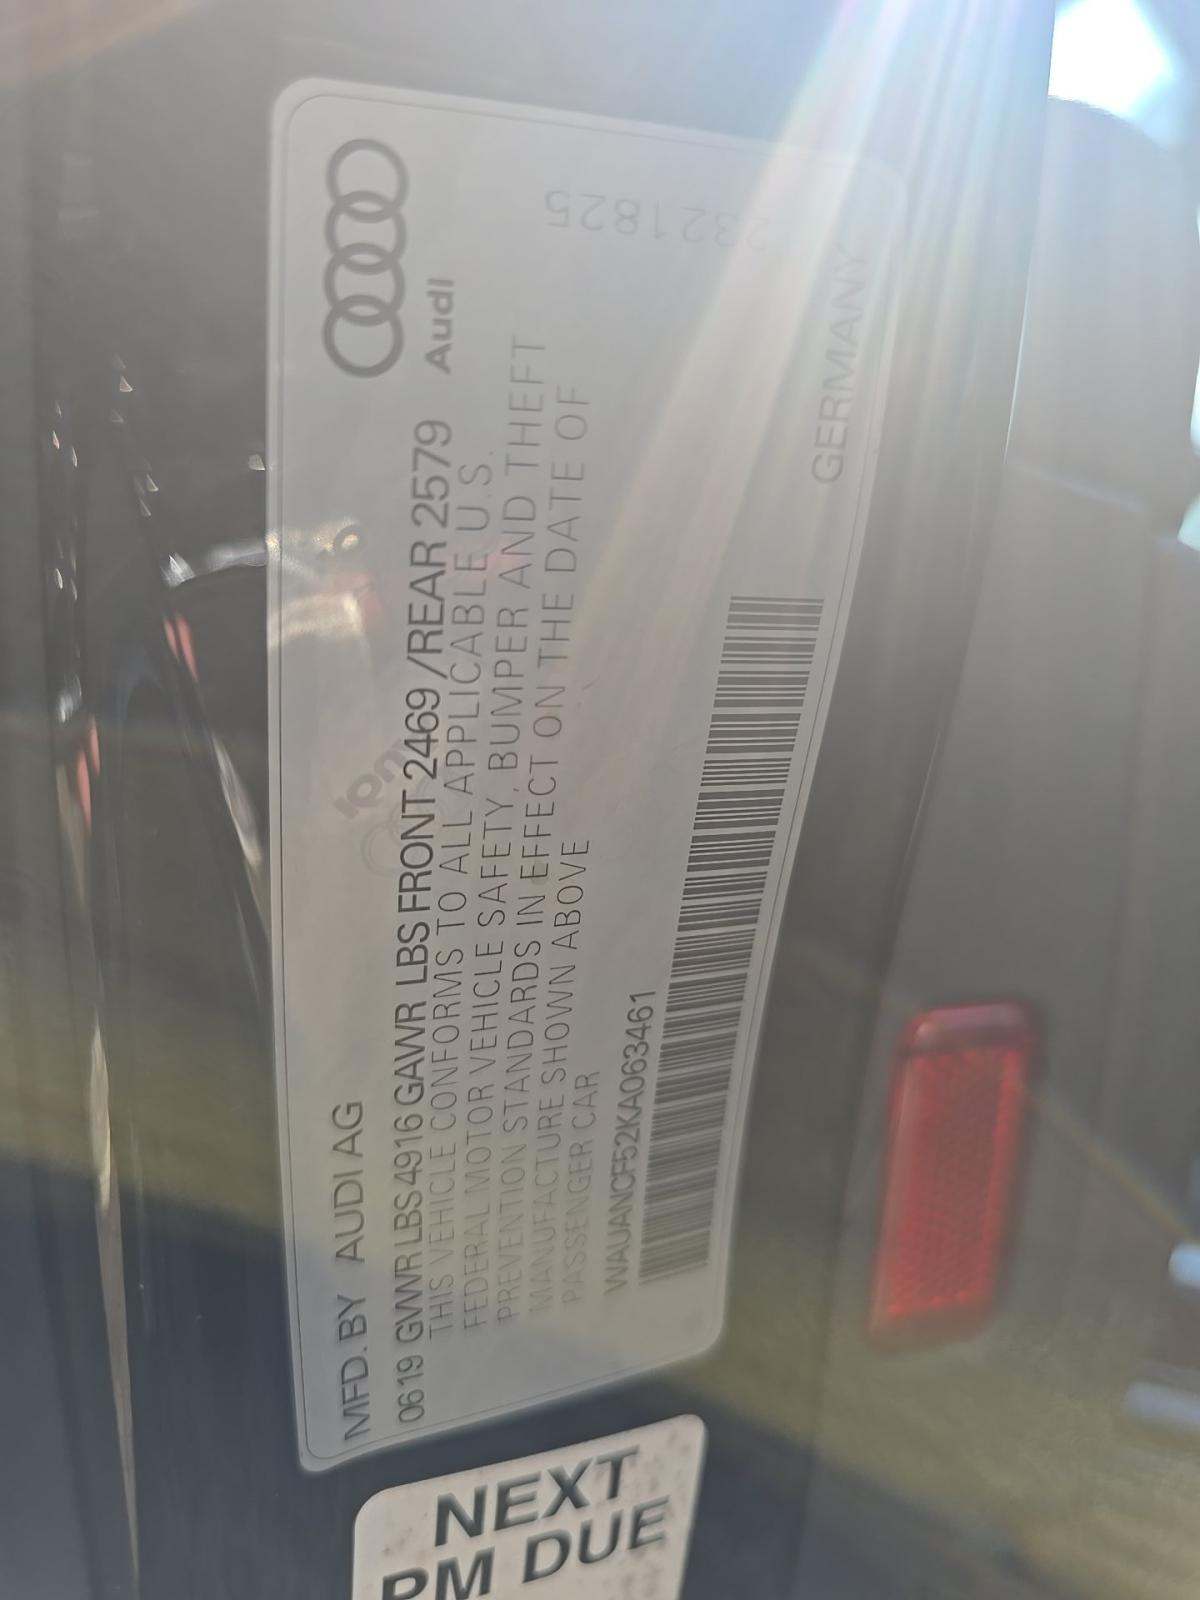 MFD. BY AUDI AG
Audi
0619 GVWR LBS 4916 GAWR LBS FRONT 2469 /REAR 2579
THIS VEHICLE CONFORMS TO ALL APPLICABLE U.S.
FEDERAL MOTOR VEHICLE SAFETY, BUMPER AND THEFT
PREVENTION STANDARDS IN EFFECT ON THE DATE OF
MANUFACTURE SHOWN ABOVE
PASSENGER CAR
WAUANCF52KA063461
GERMANY
NEXT
PM DUE